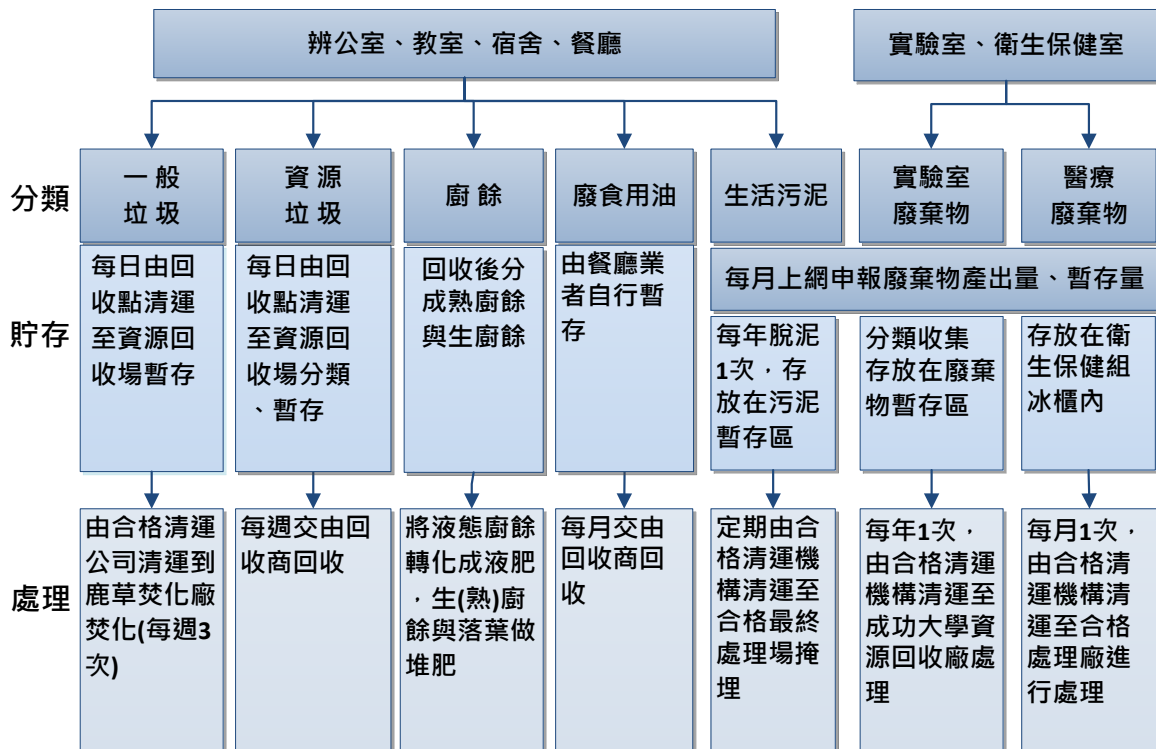 辨公室、教室、宿舍、餐廳
實驗室、衛生保健室
分類
一 般
垃 圾
資 源
垃 圾
廚 餘
廢食用油
生活污泥
實驗室
廢棄物
醫療
廢棄物
貯存
每日由回
收點清運
至資源回
收場暫存
每日由回
收點清運
至資源回
收場分類
、暫存
回收後分
成熟廚餘
與生廚餘
由餐廳業
者自行暫
存
每月上網申報廢棄物產出量、暫存量
每年脫泥
1次，存
放在污泥
暫存區
分類收集
存放在廢棄
物暫存區
存放在衛
生保健組
冰櫃內
處理
由合格清運
公司清運到
鹿草焚化廠
焚化(每週3
次)
每週交由回
收商回收
將液態廚餘
轉化成液肥
，生(熟)廚
餘與落葉做
堆肥
每月交由
回收商回
收
定期由合
格清運機
構清運至
合格最終
處理場掩
埋
每年1次，
由合格清運
機構清運至
成功大學資
源回收廠處
理
每月1次，
由合格清
運機構清
運至合格
處理廠進
行處理